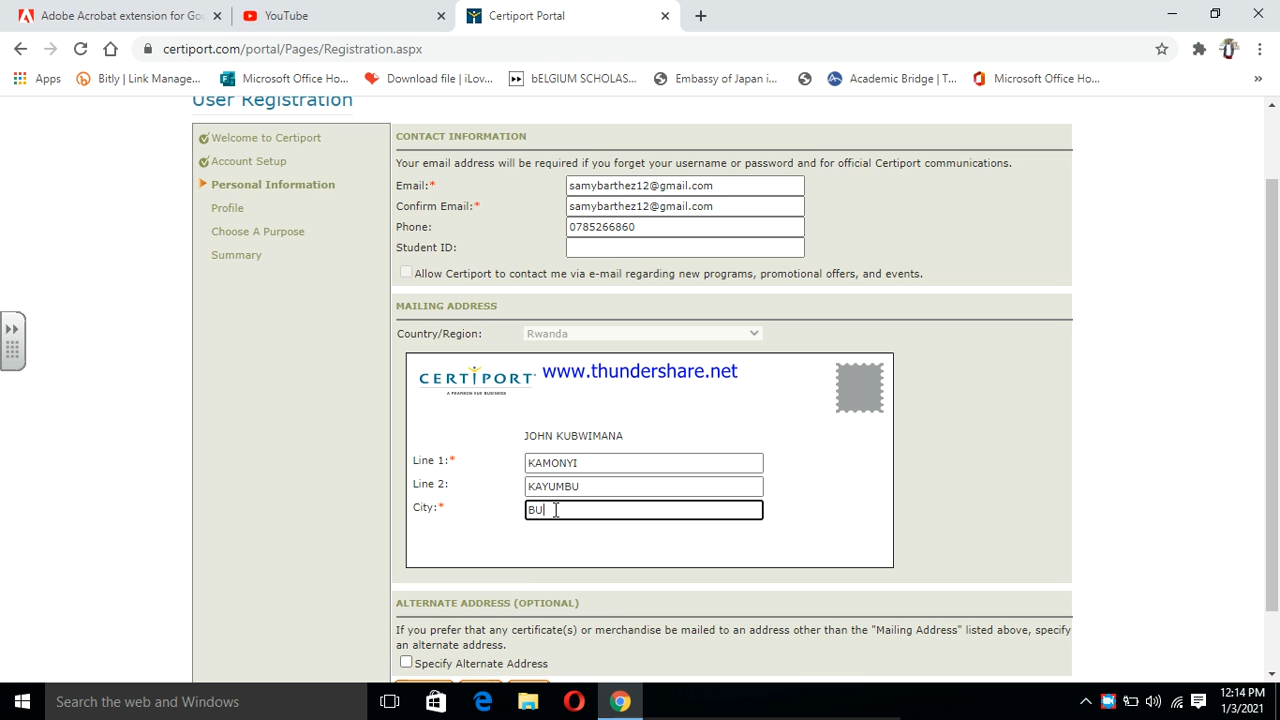 Adobe Acrobat extension for Goo
YouTube
Certiport Portal
certiport.com/portal/Pages/Registration.aspx
Apps
Bitly | Link Manage...
Microsoft Office Ho...
Download file | iLov...
bELGIUM SCHOLAS...
Embassy of Japan i...
Academic Bridge | T...
Microsoft Office Ho...
User Registration
Welcome to Certiport
Account Setup
Personal Information
Profile
Choose A Purpose
Summary
CONTACT INFORMATION
Your email address will be required if you forget your username or password and for official Certiport communications.
Email:* samybarthez12@gmail.com
Confirm Email:* samybarthez12@gmail.com
Phone: 0785266860
Student ID:
Allow Certiport to contact me via e-mail regarding new programs, promotional offers, and events.
MAILING ADDRESS
Country/Region: Rwanda
CERTIPORT
A PEARSON VUE BUSINESS
www.thundershare.net
JOHN KUBWIMANA
Line 1:* KAMONYI
Line 2: KAYUMBU
City:* BU
ALTERNATE ADDRESS (OPTIONAL)
If you prefer that any certificate(s) or merchandise be mailed to an address other than the "Mailing Address" listed above, specify
an alternate address.
Specify Alternate Address
Search the web and Windows
12:14 PM
1/3/2021